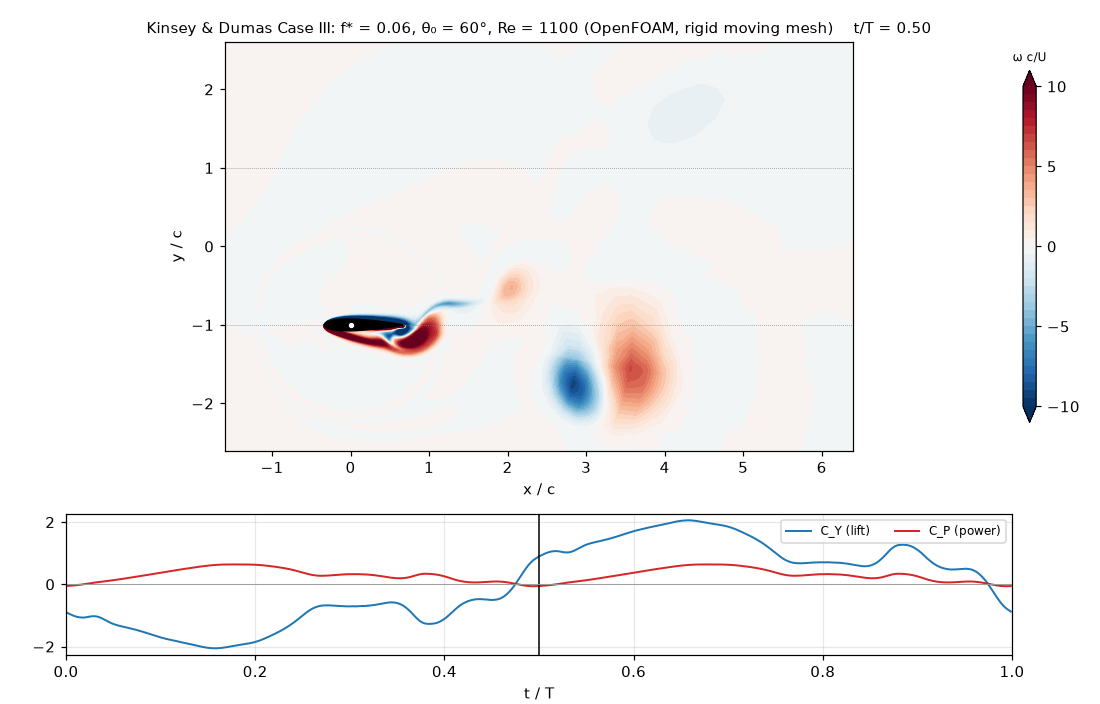 Kinsey & Dumas Case III: f* = 0.06, θ₀ = 60°, Re = 1100 (OpenFOAM, rigid moving mesh)    t/T = 0.50
ω c/U
10
5
0
−5
−10
y / c
2
1
0
−1
−2
−1 0 1 2 3 4 5 6
x / c
C_Y (lift) C_P (power)
2
0
−2
0.0 0.2 0.4 0.6 0.8 1.0
t / T